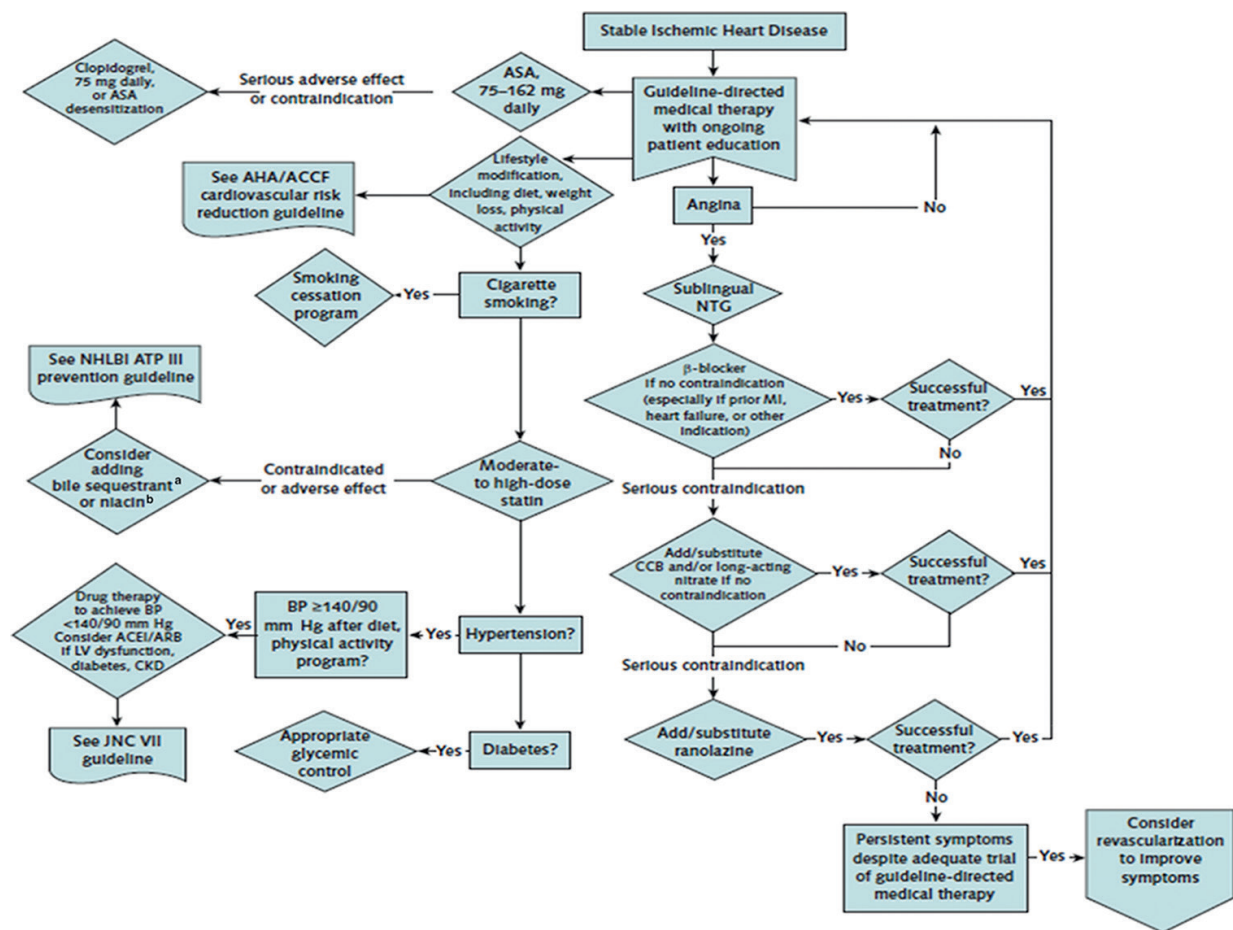 Stable Ischemic Heart Disease
Guideline-directed
medical therapy
with ongoing
patient education
ASA,
75–162 mg
daily
Serious adverse effect
or contraindication
Clopidogrel,
75 mg daily,
or ASA
desensitization
Lifestyle
modification,
including diet, weight
loss, physical
activity
See AHA/ACCF
cardiovascular risk
reduction guideline
Cigarette
smoking?
Yes
Smoking
cessation
program
Moderate-
to high-dose
statin
Contraindicated
or adverse effect
Consider
adding
bile sequestrant a
or niacin b
See NHLBI ATP III
prevention guideline
Hypertension?
Yes
BP ≥140/90
mm Hg after diet,
physical activity
program?
Yes
Drug therapy
to achieve BP
<140/90 mm Hg
Consider ACEI/ARB
if LV dysfunction,
diabetes, CKD
See JNC VII
guideline
Diabetes?
Yes
Appropriate
glycemic
control
Angina
No
Yes
Sublingual
NTG
β-blocker
if no contraindication
(especially if prior MI,
heart failure, or other
indication)
Yes
Successful
treatment?
Yes
No
Serious contraindication
Add/substitute
CCB and/or long-acting
nitrate if no
contraindication
Yes
Successful
treatment?
Yes
No
Serious contraindication
Add/substitute
ranolazine
Yes
Successful
treatment?
Yes
No
Persistent symptoms
despite adequate trial
of guideline-directed
medical therapy
Yes
Consider
revascularization
to improve
symptoms